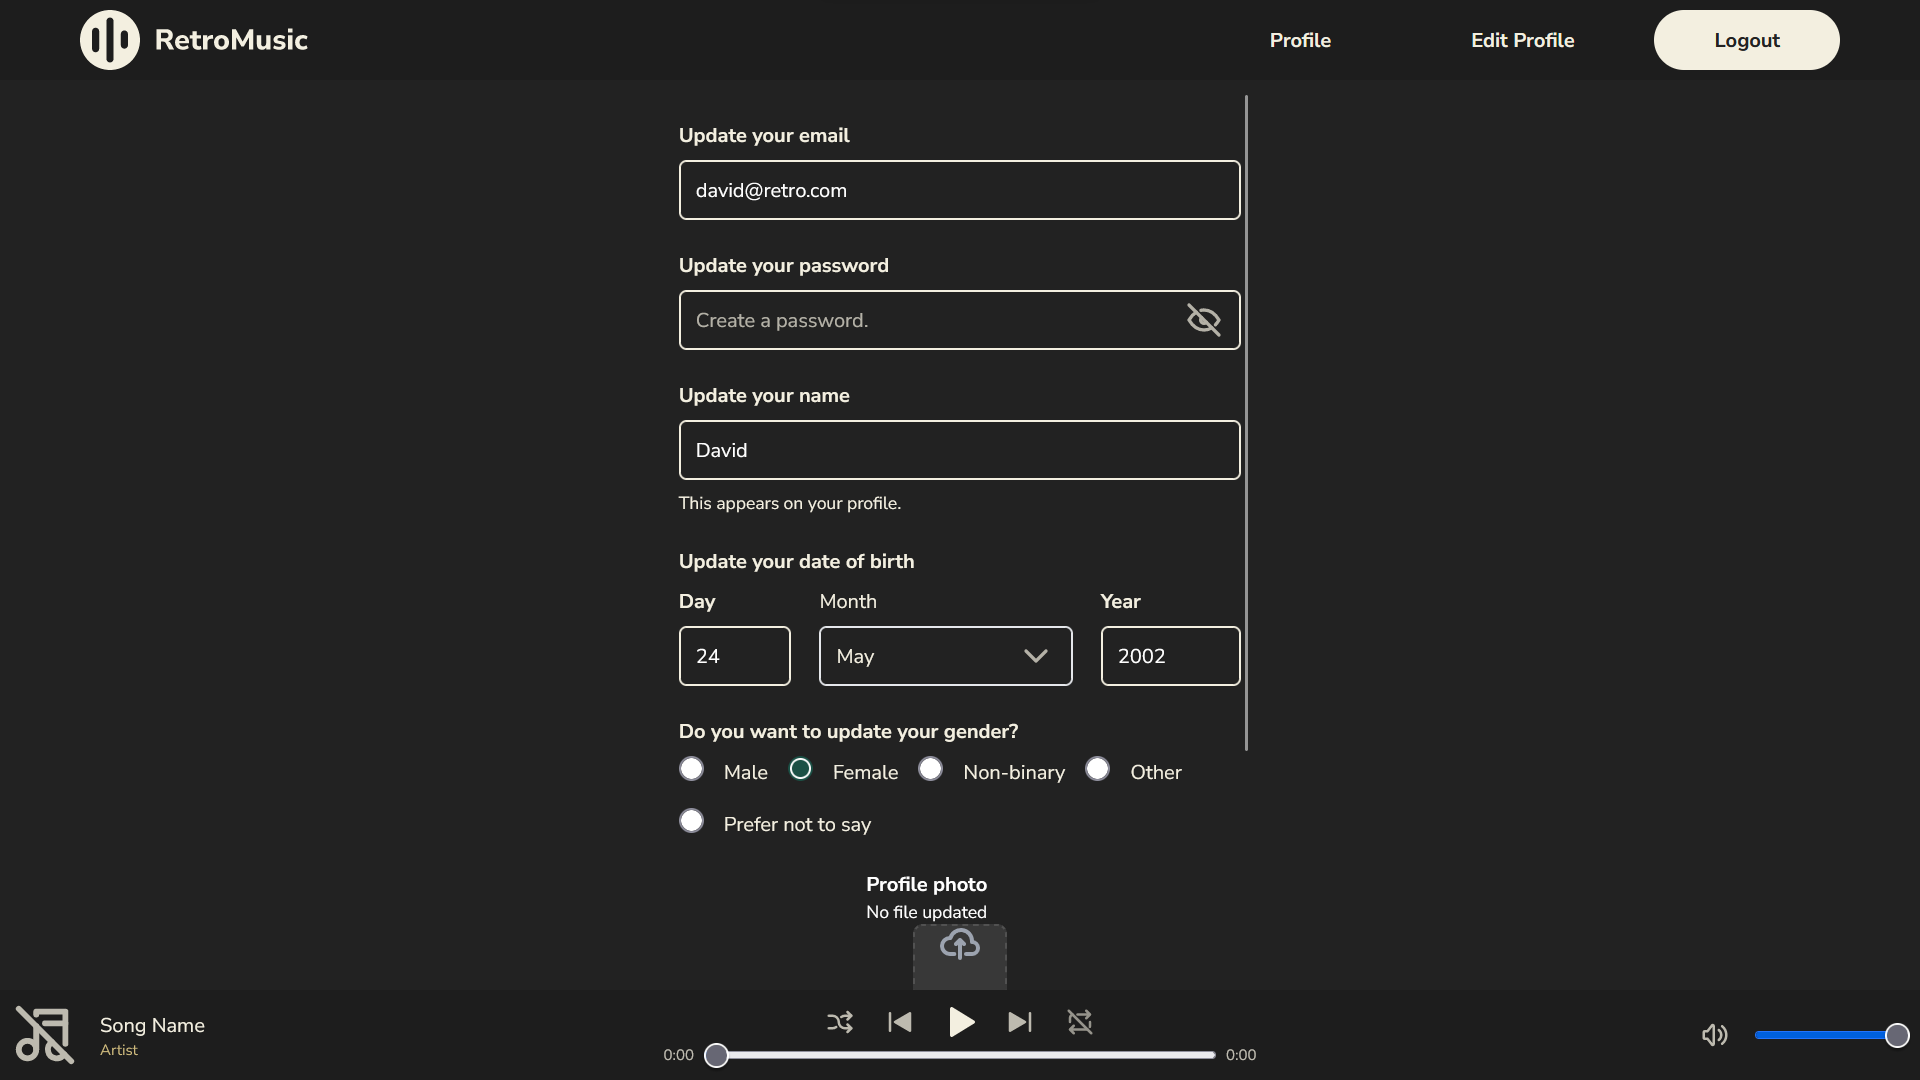 RetroMusic
Profile
Edit Profile
Logout
Update your email
david@retro.com
Update your password
Create a password.
Update your name
David
This appears on your profile.
Update your date of birth
Day
Month
Year
24
May
2002
Do you want to update your gender?
Male
Female
Non-binary
Other
Prefer not to say
Profile photo
No file updated
Song Name
Artist
0:00
0:00